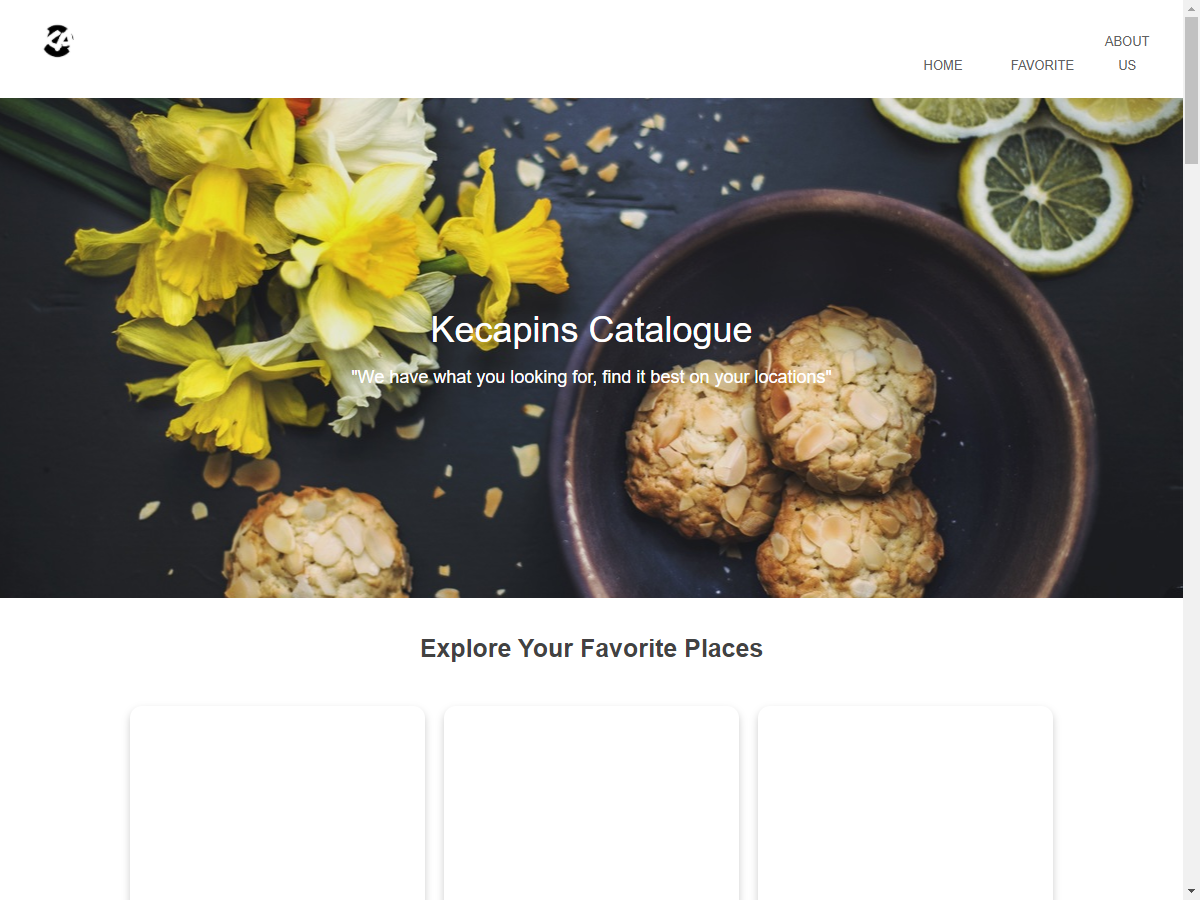 KA
HOME
FAVORITE
ABOUT
US
Kecapins Catalogue
"We have what you looking for, find it best on your locations"
Explore Your Favorite Places